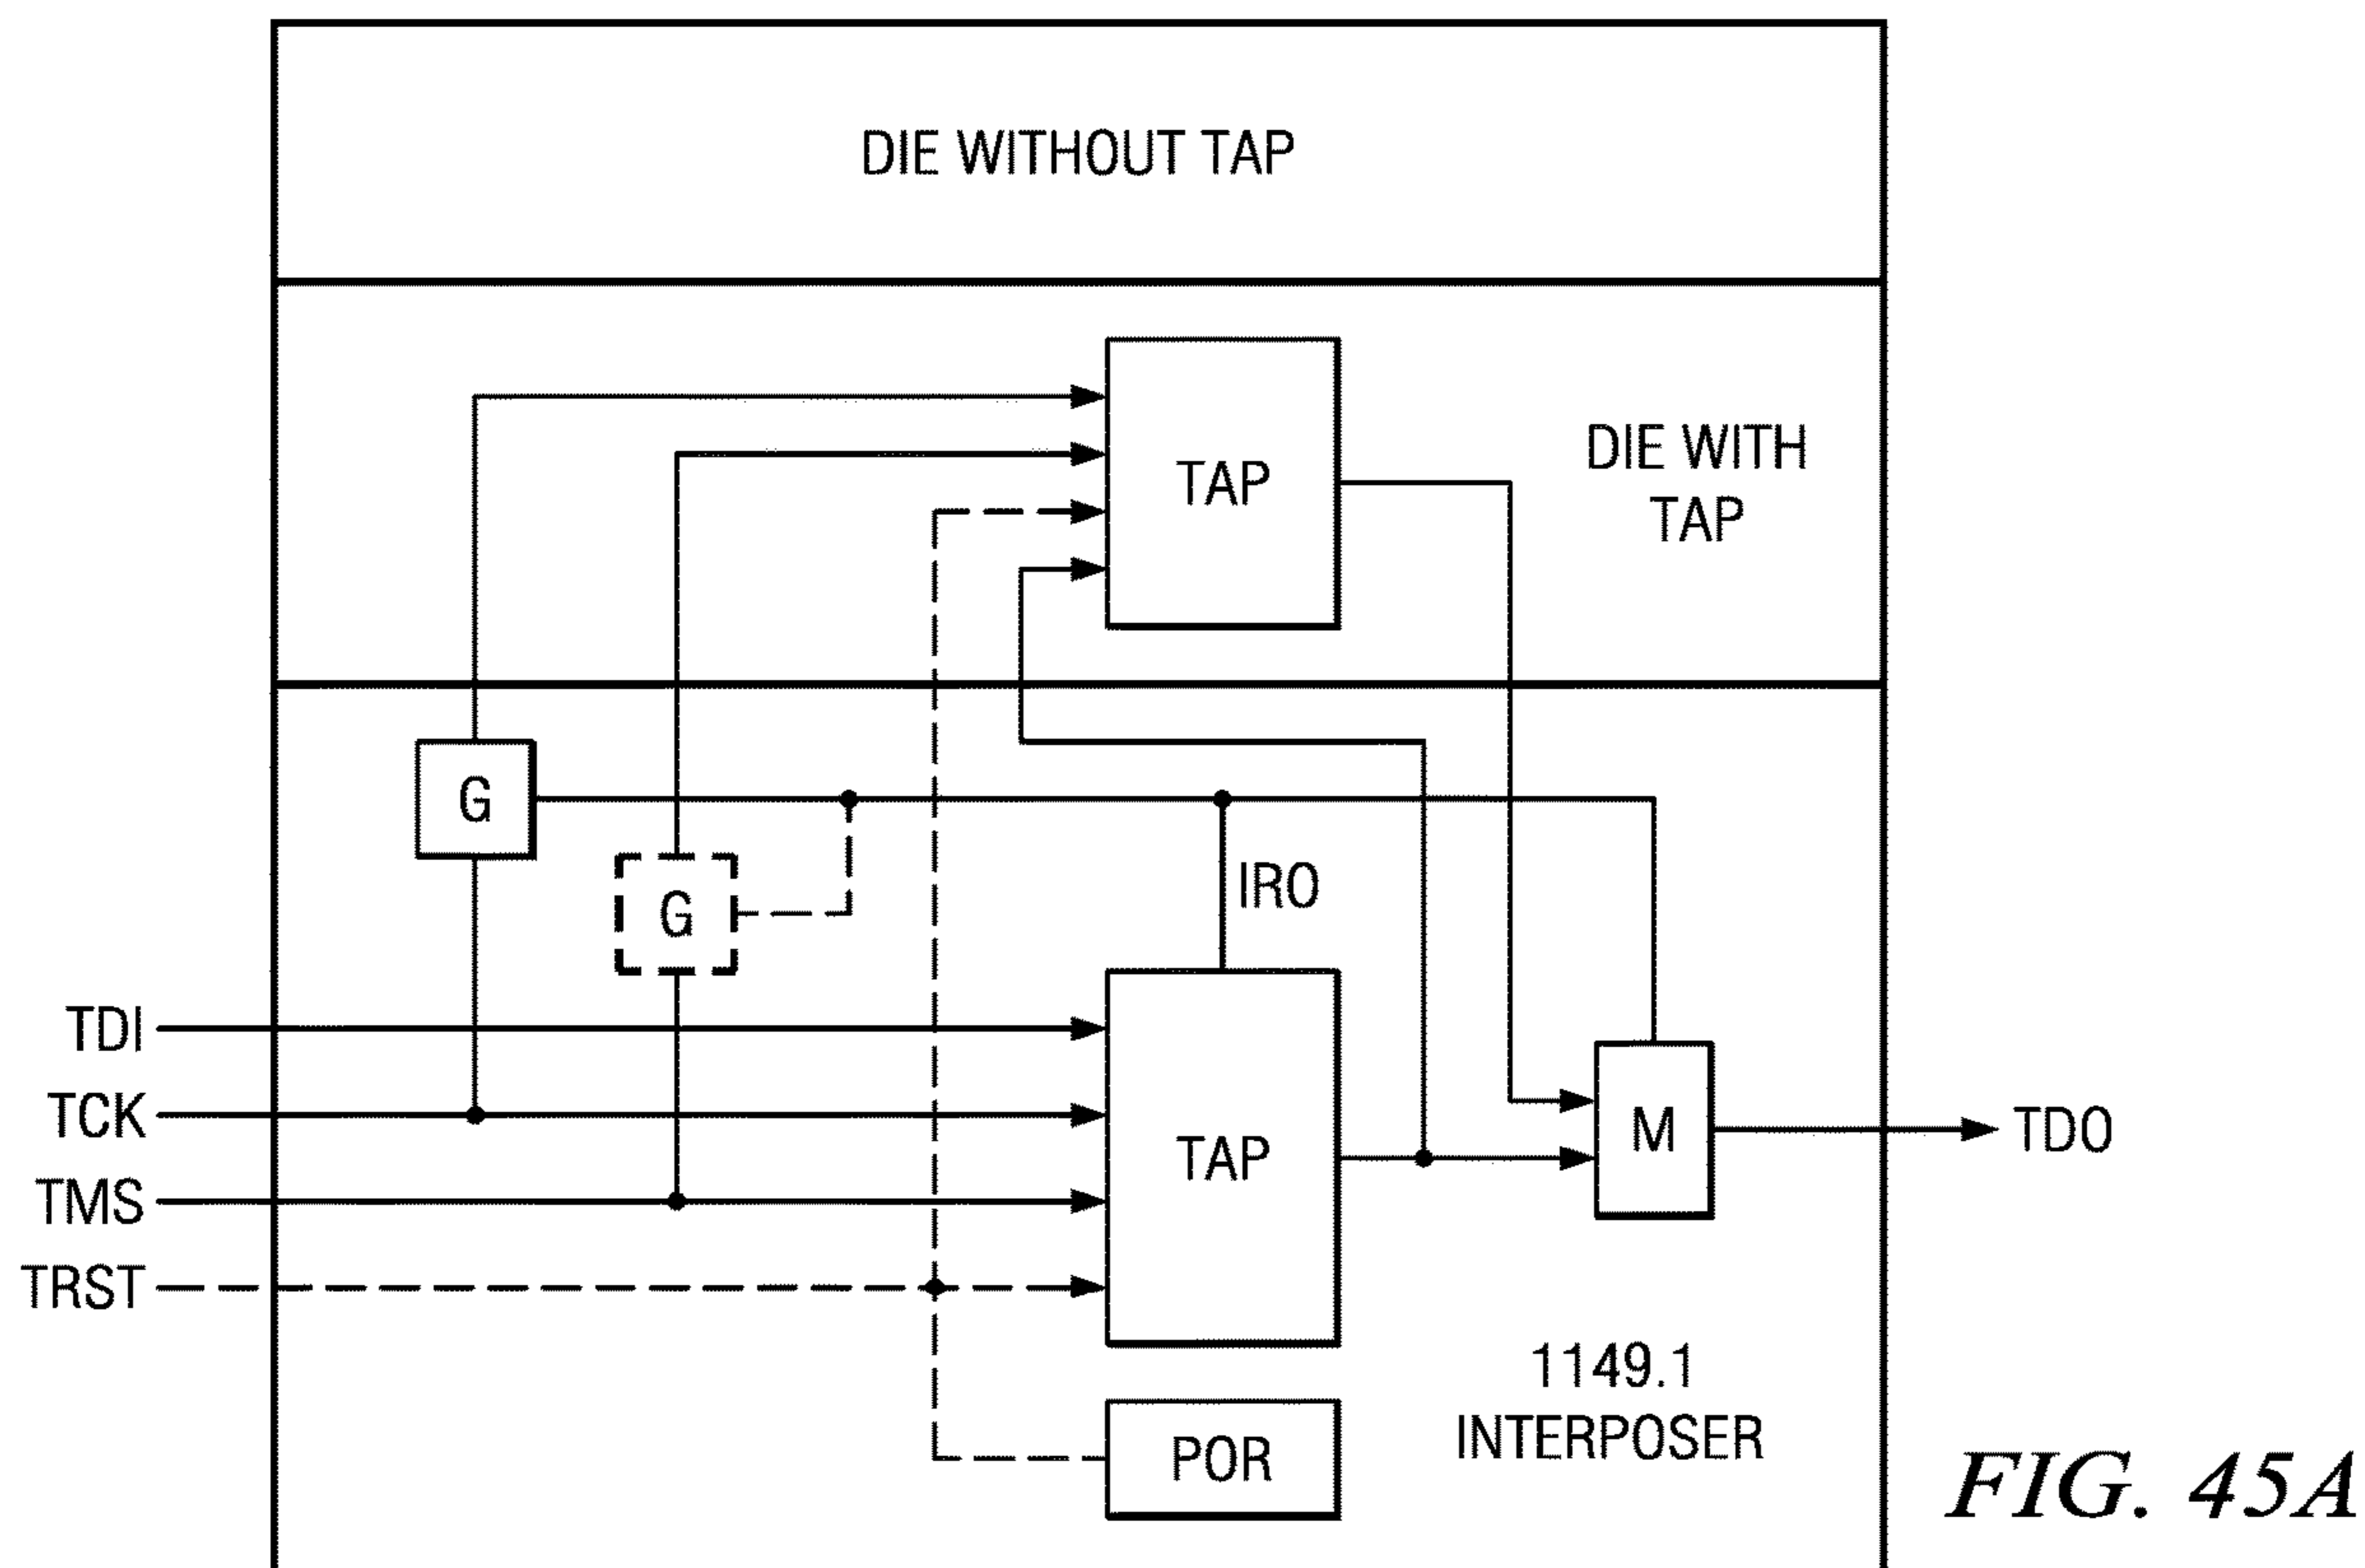 DIE WITHOUT TAP
TAP
DIE WITH
TAP
G
G
IRO
TDI
TCK
TMS
TRST
TAP
M
TDO
1149.1
INTERPOSER
POR
FIG. 45A